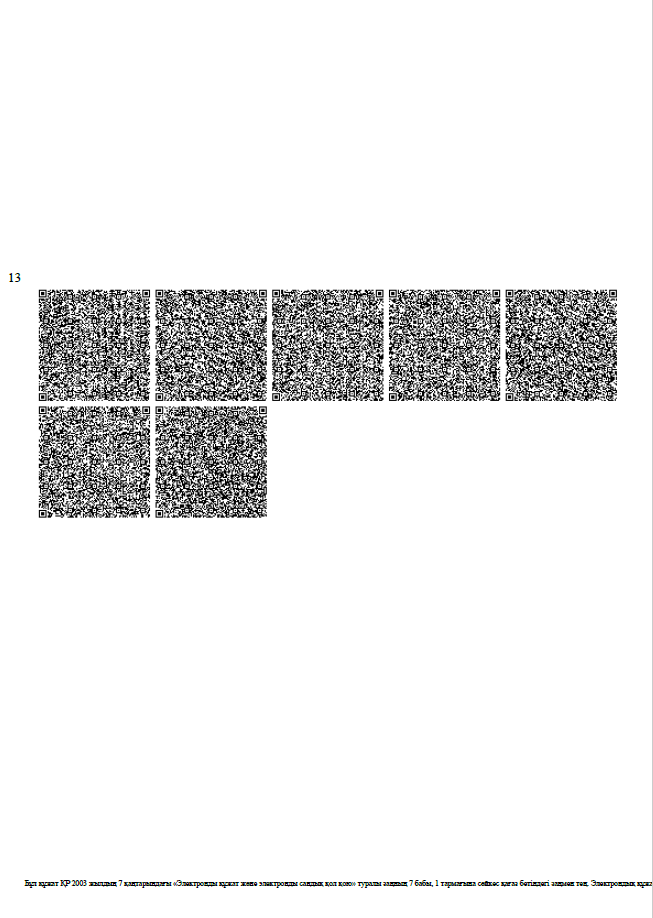 13
Бұл құжат ҚР 2003 жылдың 7 қаңтарындағы «Электронды құжат және электронды сандық қол қою» туралы заңның 7 бабы, 1 тармағына сәйкес қағаз бетіндегі заңмен тең. Электрондық құжа